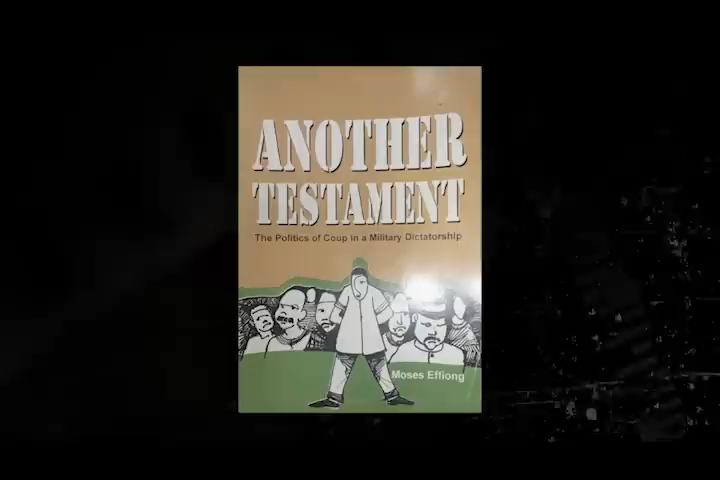 ANOTHER
TESTAMENT
The Politics of Coup in a Military Dictatorship
Moses Effiong